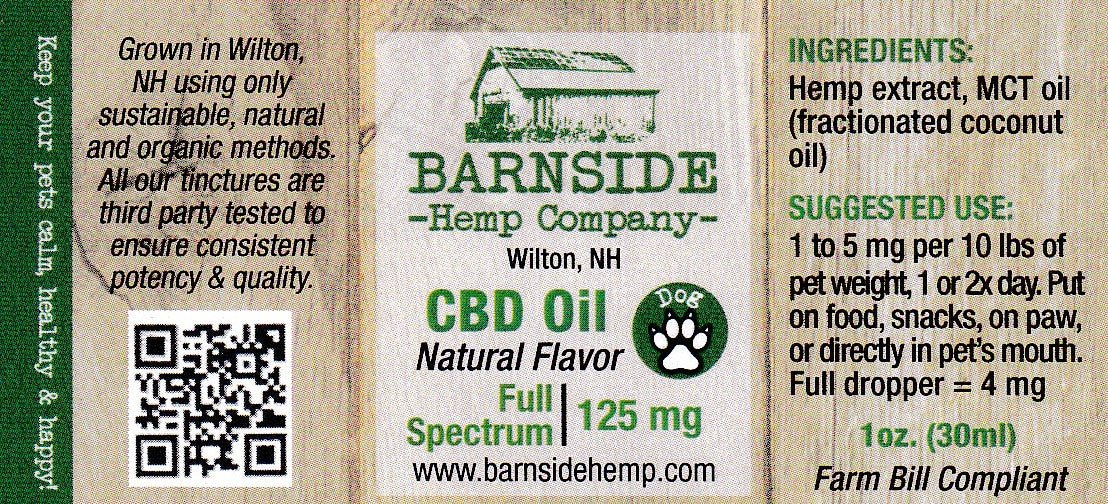 Keep your pets calm, healthy & happy!
Grown in Wilton,
NH using only
sustainable, natural
and organic methods.
All our tinctures are
third party tested to
ensure consistent
potency & quality.
BARNSIDE
-Hemp Company-
Wilton, NH
CBD Oil
Dog
Natural Flavor
Full
Spectrum
125 mg
www.barnsidehemp.com
INGREDIENTS:
Hemp extract, MCT oil
(fractionated coconut
oil)
SUGGESTED USE:
1 to 5 mg per 10 lbs of
pet weight, 1 or 2x day. Put
on food, snacks, on paw,
or directly in pet's mouth.
Full dropper = 4 mg
1oz. (30ml)
Farm Bill Compliant